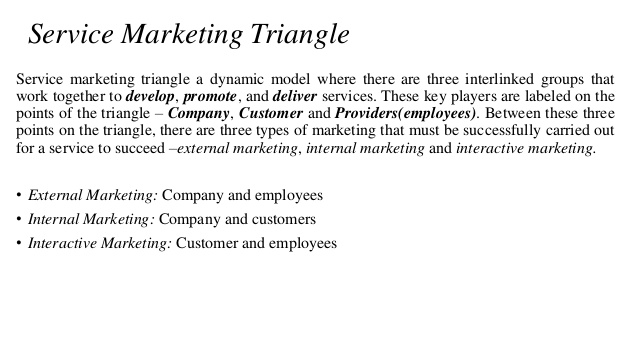 Service Marketing Triangle
Service marketing triangle a dynamic model where there are three interlinked groups that
work together to develop, promote, and deliver services. These key players are labeled on the
points of the triangle – Company, Customer and Providers(employees). Between these three
points on the triangle, there are three types of marketing that must be successfully carried out
for a service to succeed –external marketing, internal marketing and interactive marketing.
• External Marketing: Company and employees
• Internal Marketing: Company and customers
• Interactive Marketing: Customer and employees